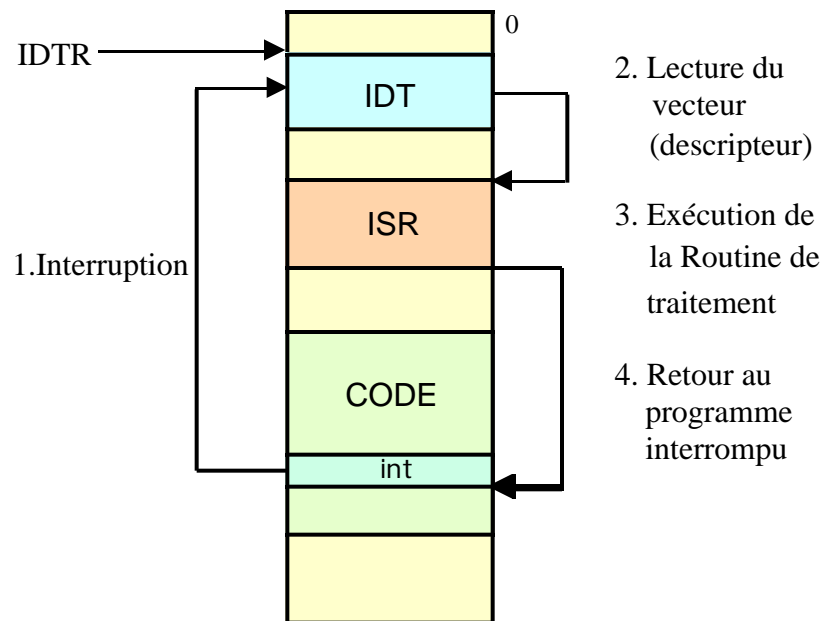 0
IDTR
IDT
2. Lecture du
vecteur
(descripteur)
ISR
3. Exécution de
la Routine de
traitement
1.Interruption
CODE
4. Retour au
programme
interrompu
int